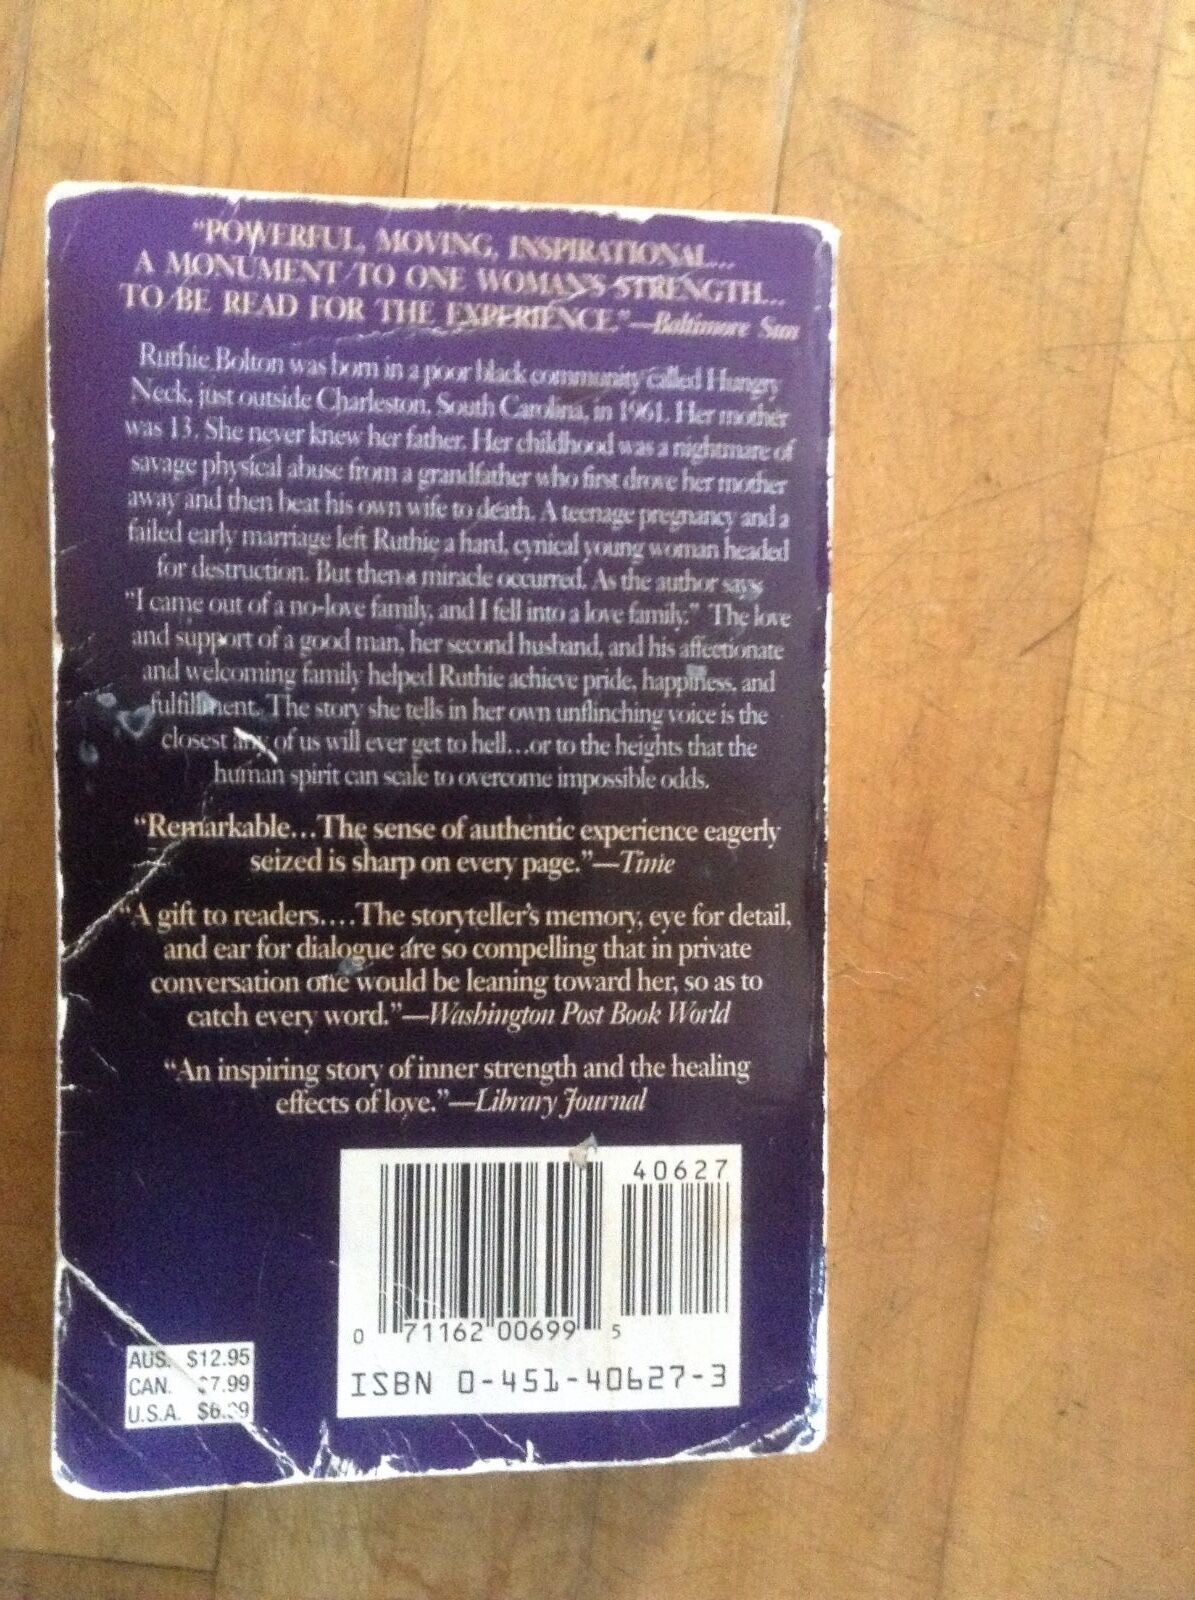 "POWERFUL, MOVING, INSPIRATIONAL...
A MONUMENT TO ONE WOMAN'S STRENGTH...
TO BE READ FOR THE EXPERIENCE."—Baltimore Sun
Ruthie Bolton was born in a poor black community called Hungry
Neck, just outside Charleston, South Carolina, in 1961. Her mother
was 13. She never knew her father. Her childhood was a nightmare of
savage physical abuse from a grandfather who first drove her mother
away and then beat his own wife to death. A teenage pregnancy and a
failed early marriage left Ruthie a hard, cynical young woman headed
for destruction. But then a miracle occurred. As the author says,
"I came out of a no-love family, and I fell into a love family." The love
and support of a good man, her second husband, and his affectionate
and welcoming family helped Ruthie achieve pride, happiness, and
fulfillment. The story she tells in her own unflinching voice is the
closest any of us will ever get to hell...or to the heights that the
human spirit can scale to overcome impossible odds.
"Remarkable...The sense of authentic experience eagerly
seized is sharp on every page."—Time
"A gift to readers....The storyteller's memory, eye for detail,
and ear for dialogue are so compelling that in private
conversation one would be leaning toward her, so as to
catch every word."—Washington Post Book World
"An inspiring story of inner strength and the healing
effects of love."—Library Journal
40627
0 71162 00699 5
ISBN 0-451-40627-3
AUS. $12.95
CAN. $7.99
U.S.A.